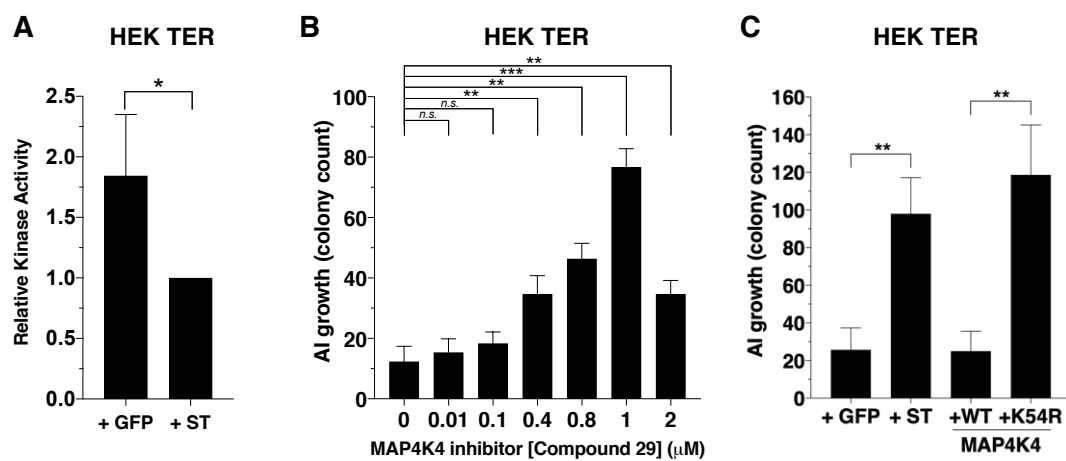 A
HEK TER
Relative Kinase Activity
2.5
2.0
1.5
1.0
0.5
0.0
*
+ GFP + ST
B
HEK TER
AI growth (colony count)
100
80
60
40
20
0
**
***
**
**
n.s.
n.s.
0 0.01 0.1 0.4 0.8 1 2
MAP4K4 inhibitor [Compound 29] (μM)
C
HEK TER
AI growth (colony count)
160
140
120
100
80
60
40
20
0
**
**
+ GFP + ST +WT +K54R
MAP4K4